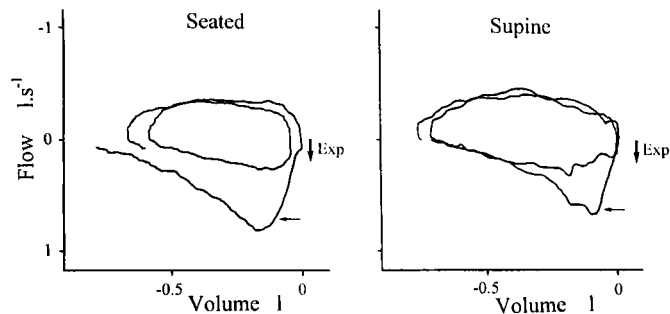 Seated
Supine
-1
0
1
Flow l.s⁻¹
Exp
Exp
-0.5
0
-0.5
0
Volume l
Volume l